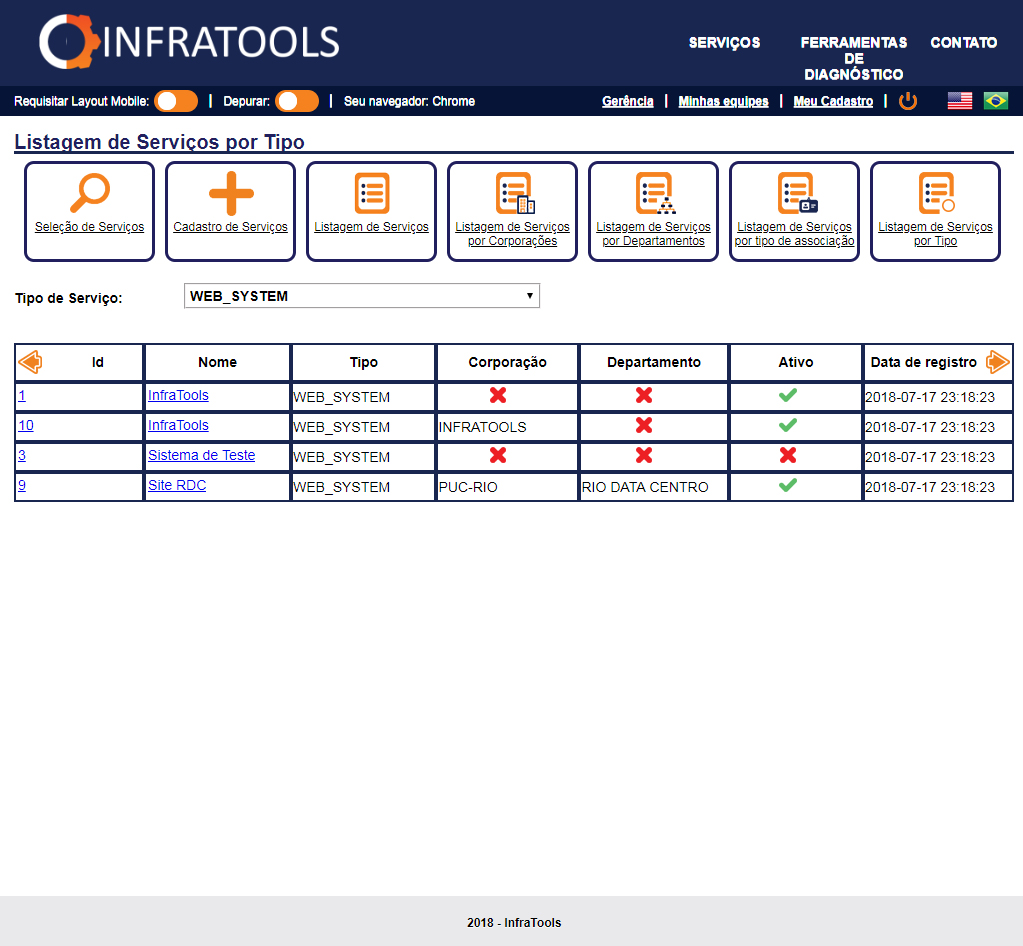 INFRATOOLS
SERVIÇOS
FERRAMENTAS
DE
DIAGNÓSTICO
CONTATO
Requisitar Layout Mobile: | Depurar: | Seu navegador: Chrome
Gerência | Minhas equipes | Meu Cadastro |
Listagem de Serviços por Tipo
Seleção de Serviços
Cadastro de Serviços
Listagem de Serviços
Listagem de Serviços
por Corporações
Listagem de Serviços
por Departamentos
Listagem de Serviços
por tipo de associação
Listagem de Serviços
por Tipo
Tipo de Serviço: WEB_SYSTEM
Id Nome Tipo Corporação Departamento Ativo Data de registro
1 InfraTools WEB_SYSTEM 2018-07-17 23:18:23
10 InfraTools WEB_SYSTEM INFRATOOLS 2018-07-17 23:18:23
3 Sistema de Teste WEB_SYSTEM 2018-07-17 23:18:23
9 Site RDC WEB_SYSTEM PUC-RIO RIO DATA CENTRO 2018-07-17 23:18:23
2018 - InfraTools